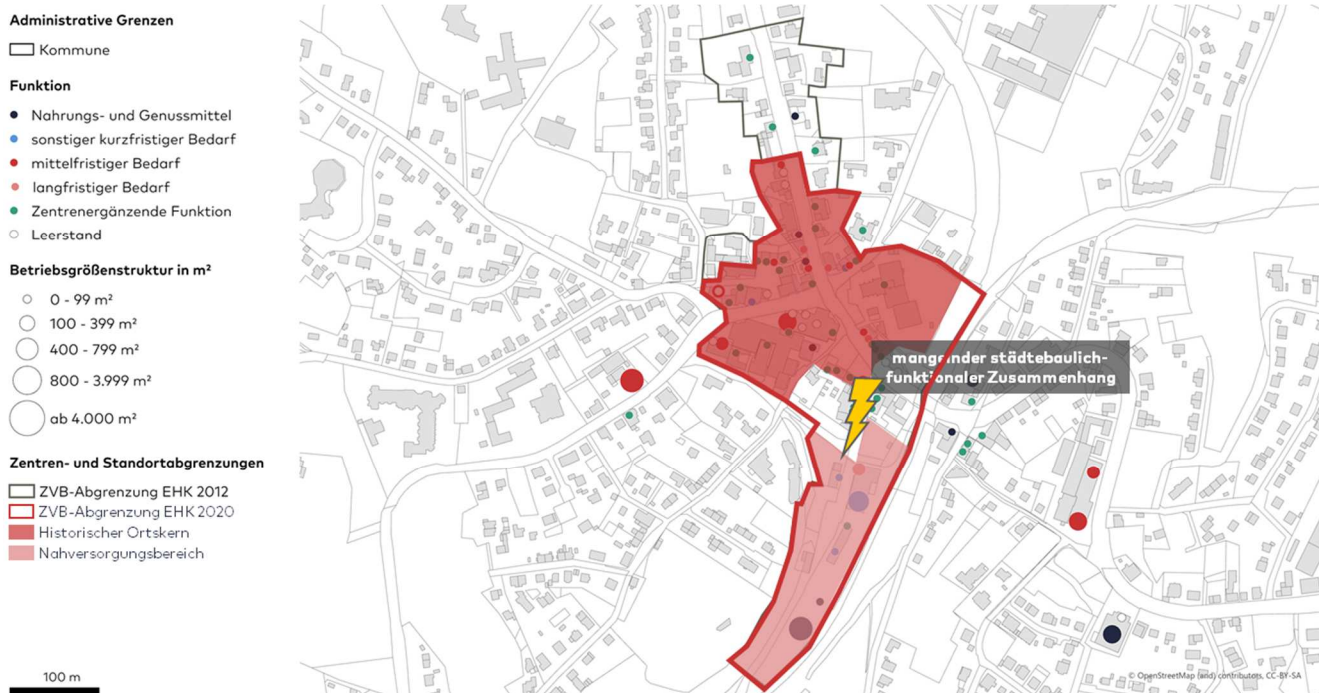 Administrative Grenzen
Kommune
Funktion
Nahrungs- und Genussmittel
sonstiger kurzfristiger Bedarf
mittelfristiger Bedarf
langfristiger Bedarf
Zentrenergänzende Funktion
Leerstand
Betriebsgrößenstruktur in m²
0 - 99 m²
100 - 399 m²
400 - 799 m²
800 - 3.999 m²
ab 4.000 m²
Zentren- und Standortabgrenzungen
ZVB-Abgrenzung EHK 2012
ZVB-Abgrenzung EHK 2020
Historischer Ortskern
Nahversorgungsbereich
100 m
mangelnder städtebaulich-
funktionaler Zusammenhang
© OpenStreetMap (and) contributors, CC-BY-SA